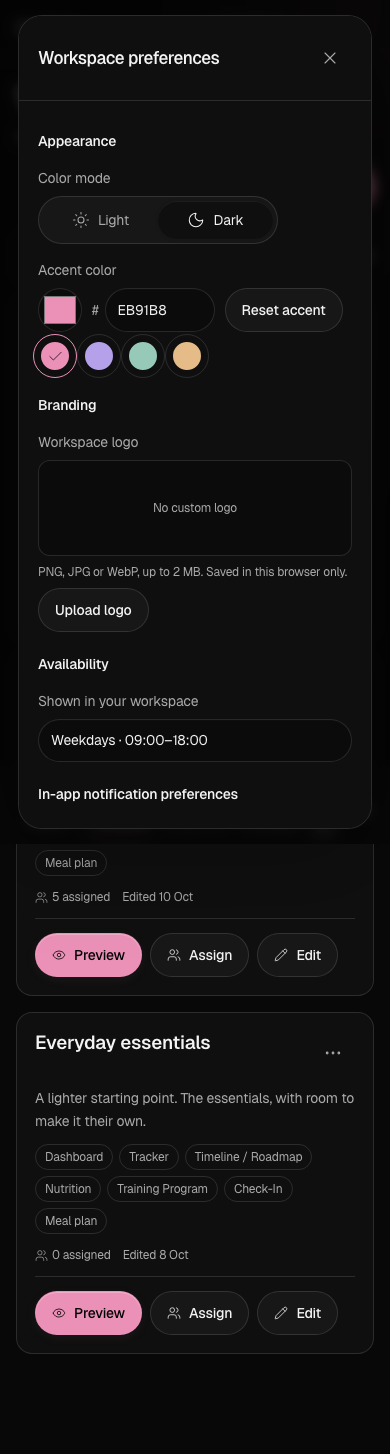 Workspace preferences
Appearance
Color mode
Light
Dark
Accent color
# EB91B8
Reset accent
Branding
Workspace logo
No custom logo
PNG, JPG or WebP, up to 2 MB. Saved in this browser only.
Upload logo
Availability
Shown in your workspace
Weekdays · 09:00–18:00
In-app notification preferences
Meal plan
5 assigned Edited 10 Oct
Preview Assign Edit
Everyday essentials
A lighter starting point. The essentials, with room to
make it their own.
Dashboard Tracker Timeline / Roadmap
Nutrition Training Program Check-In
Meal plan
0 assigned Edited 8 Oct
Preview Assign Edit